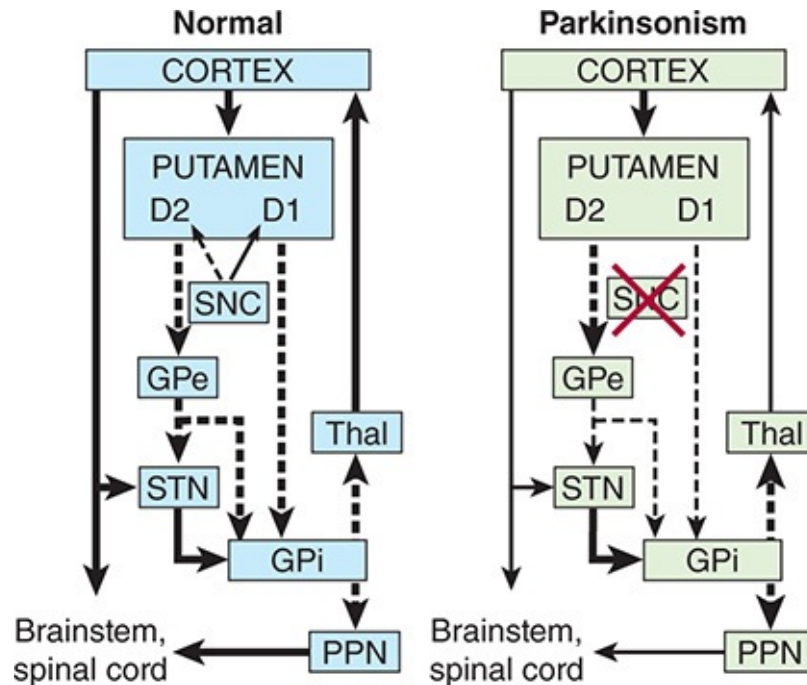 Normal
CORTEX
PUTAMEN
D2 D1
SNC
GPe
Thal
STN
GPi
Brainstem,
spinal cord
PPN
Parkinsonism
CORTEX
PUTAMEN
D2 D1
SNC
GPe
Thal
STN
GPi
Brainstem,
spinal cord
PPN